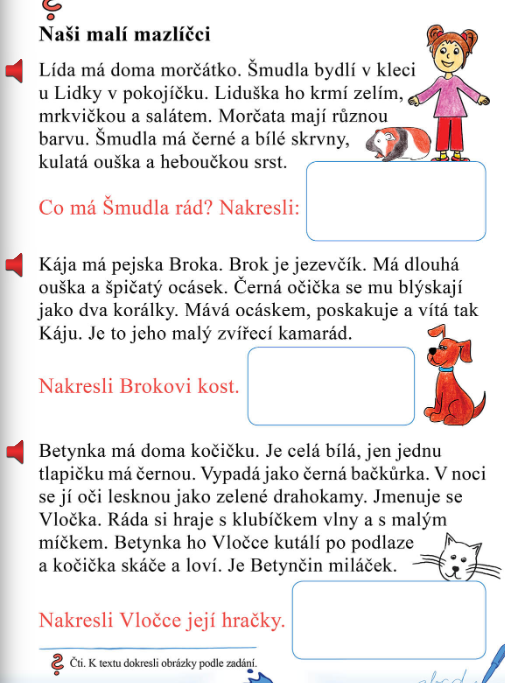 Naši malí mazlíčci
Lída má doma morčátko. Šmudla bydlí v kleci
u Lidky v pokojíčku. Liduška ho krmí zelím,
mrkvičkou a salátem. Morčata mají různou
barvu. Šmudla má černé a bílé skrvny,
kulatá ouška a heboučkou srst.
Co má Šmudla rád? Nakresli:
Kája má pejska Broka. Brok je jezevčík. Má dlouhá
ouška a špičatý ocásek. Černá očička se mu blýskají
jako dva korálky. Mává ocáskem, poskakuje a vítá tak
Káju. Je to jeho malý zvířecí kamarád.
Nakresli Brokovi kost.
Betynka má doma kočičku. Je celá bílá, jen jednu
tlapičku má černou. Vypadá jako černá bačkůrka. V noci
se jí oči lesknou jako zelené drahokamy. Jmenuje se
Vločka. Ráda si hraje s klubíčkem vlny a s malým
míčkem. Betynka ho Vločce kutálí po podlaze
a kočička skáče a loví. Je Betynčin miláček.
Nakresli Vločce její hračky.
Čti. K textu dokresli obrázky podle zadání.